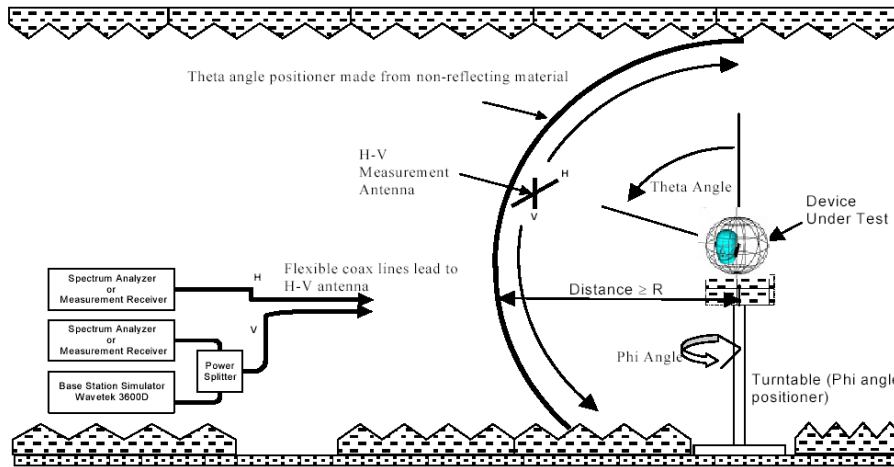 Theta angle positioner made from non-reflecting material
H-V
Measurement
Antenna
H
V
Theta Angle
Device
Under Test
Flexible coax lines lead to
H-V antenna
H
V
Spectrum Analyzer
or
Measurement Receiver
Spectrum Analyzer
or
Measurement Receiver
Power
Splitter
Base Station Simulator
Wavetek 3600D
Distance ≥ R
Phi Angle
Turntable (Phi angle
positioner)